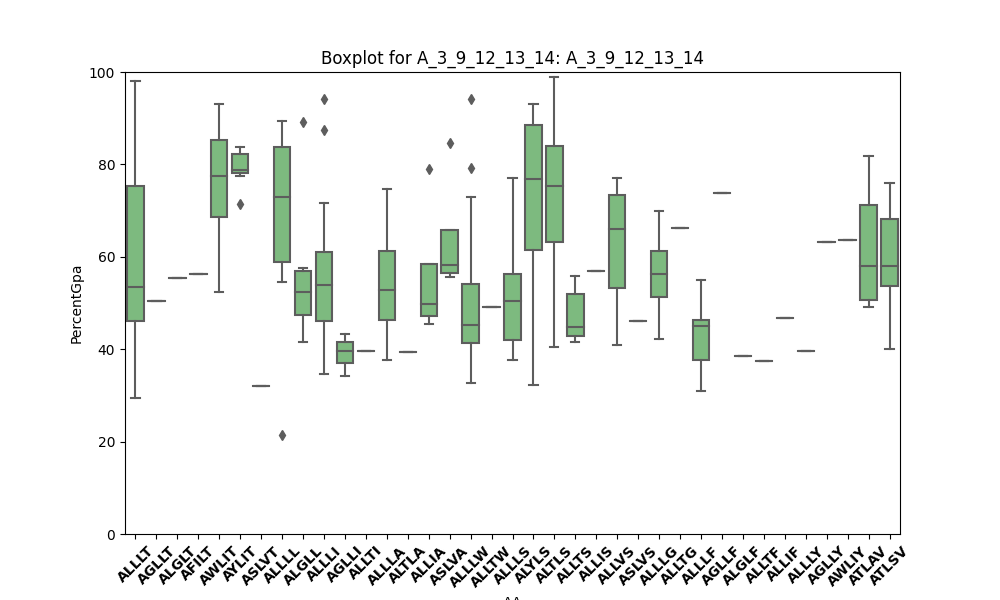 Boxplot for A_3_9_12_13_14: A_3_9_12_13_14
100
80
60
40
20
0
PercentGpa
ALLLT AGLLT ALGLT AFILT AWLIT AYLIT ASLVT ALLLL ALGLL ALLLI AGLLI ALLTI ALLLA ALTLA ALLIA ASLVA ALLLW ALLTW ALLLS ALYLS ALTLS ALLTS ALLIS ALLVS ASLVS ALLLG ALLTG ALLLF AGLLF ALGLF ALLTF ALLIF ALLLY AGLLY AWLIY ATLAV ATLSV